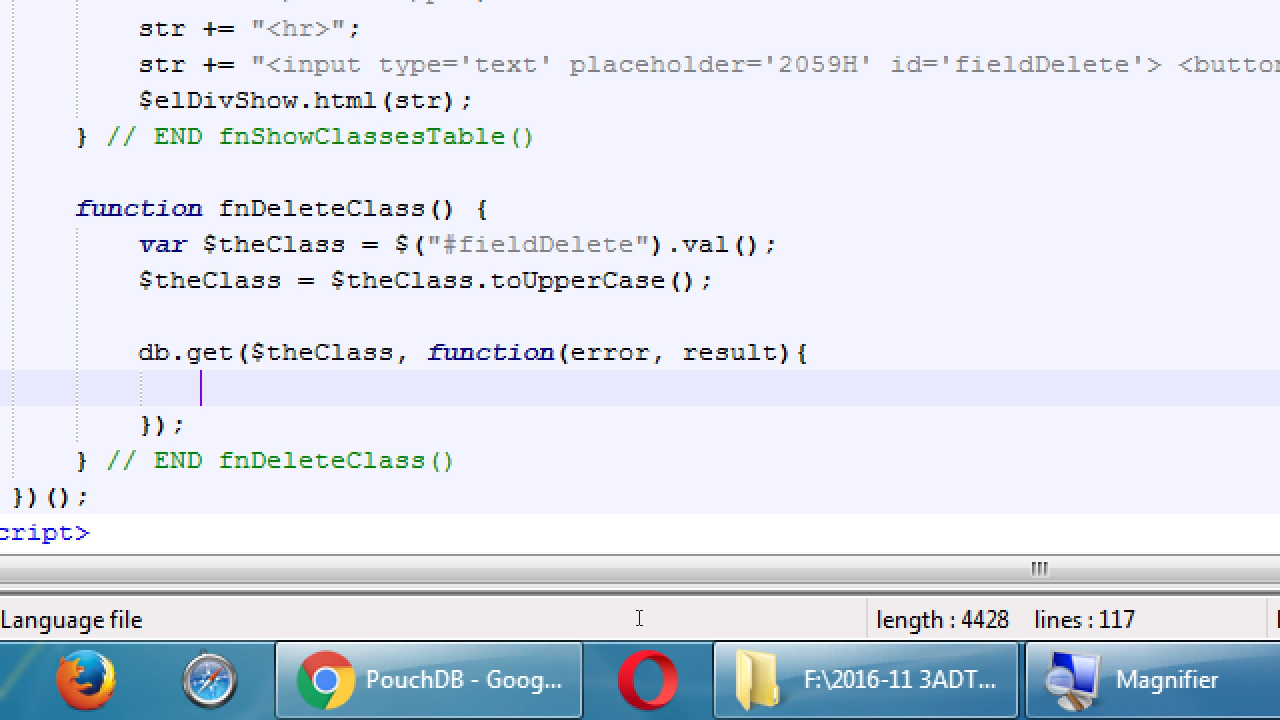 str += "<hr>";
str += "<input type='text' placeholder='2059H' id='fieldDelete'> <button
$elDivShow.html(str);
} // END fnShowClassesTable()
function fnDeleteClass() {
var $theClass = $("#fieldDelete").val();
$theClass = $theClass.toUpperCase();
db.get($theClass, function(error, result){
});
} // END fnDeleteClass()
})();
cript>
Language file
length : 4428 lines : 117
PouchDB - Goog...
F:\2016-11 3ADT...
Magnifier